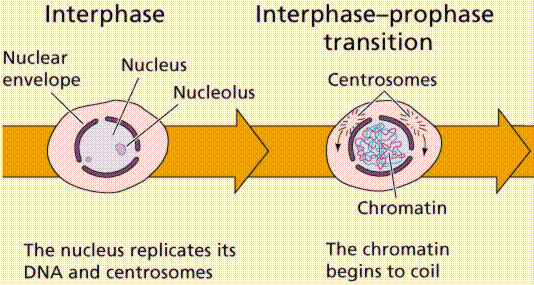 Interphase
Interphase–prophase
transition
Nuclear
envelope
Nucleus
Nucleolus
Centrosomes
Chromatin
The nucleus replicates its
DNA and centrosomes
The chromatin
begins to coil